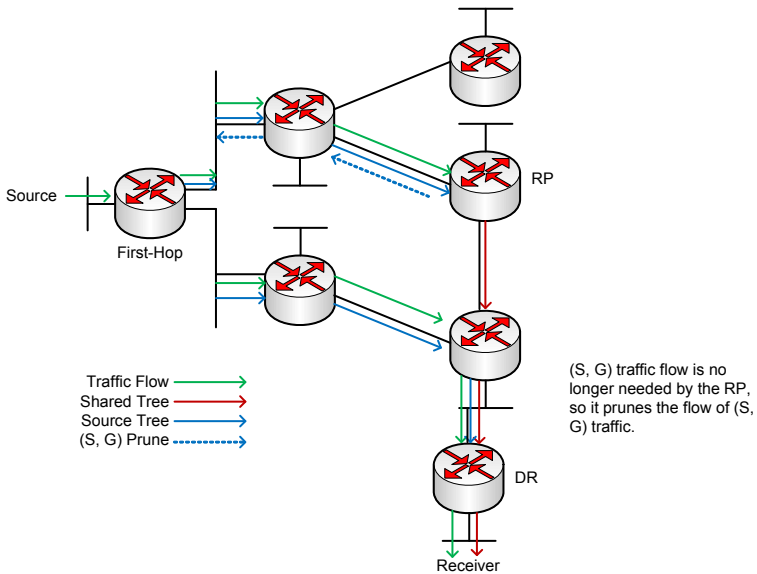 RP
Source
First-Hop
Traffic Flow
Shared Tree
Source Tree
(S, G) Prune
(S, G) traffic flow is no
longer needed by the RP,
so it prunes the flow of (S,
G) traffic.
DR
Receiver